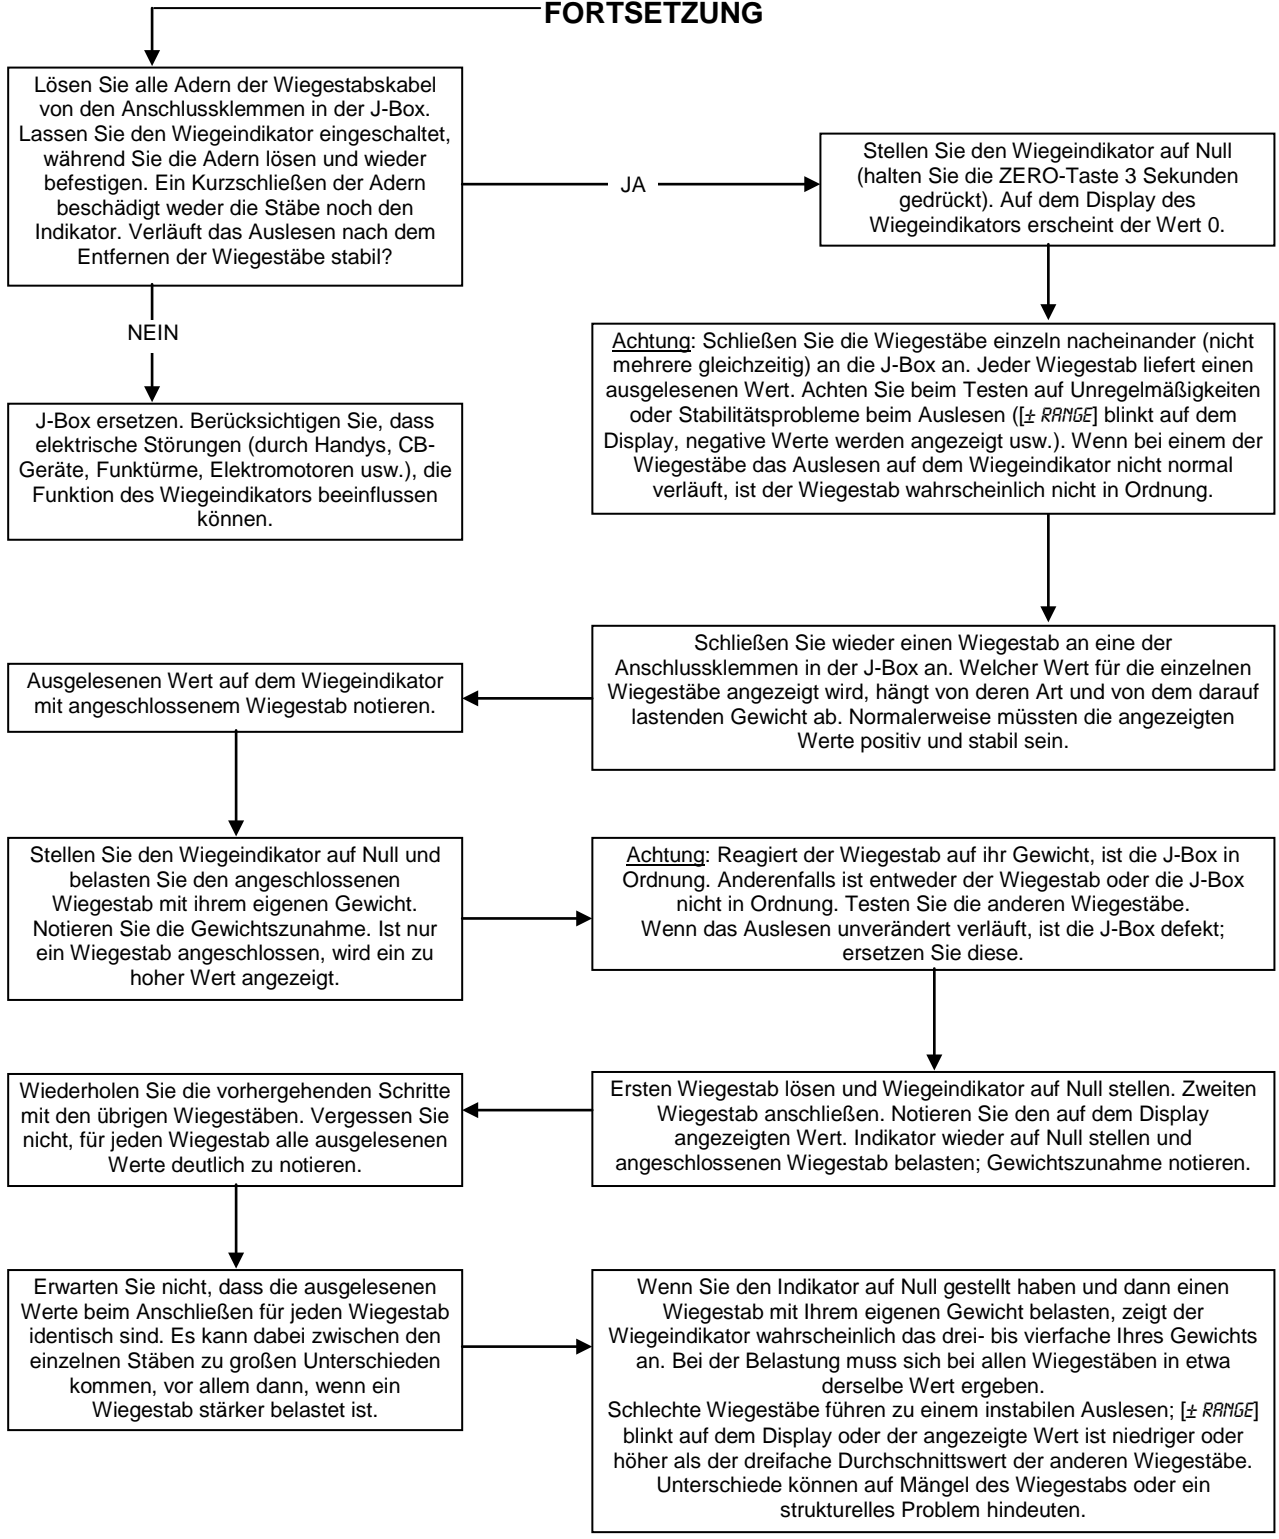 FORTSETZUNG
Lösen Sie alle Adern der Wiegestabskabel
von den Anschlussklemmen in der J-Box.
Lassen Sie den Wiegeindikator eingeschaltet,
während Sie die Adern lösen und wieder
befestigen. Ein Kurzschließen der Adern
beschädigt weder die Stäbe noch den
Indikator. Verläuft das Auslesen nach dem
Entfernen der Wiegestäbe stabil?
JA
Stellen Sie den Wiegeindikator auf Null
(halten Sie die ZERO-Taste 3 Sekunden
gedrückt). Auf dem Display des
Wiegeindikators erscheint der Wert 0.
NEIN
J-Box ersetzen. Berücksichtigen Sie, dass
elektrische Störungen (durch Handys, CB-
Geräte, Funktürme, Elektromotoren usw.), die
Funktion des Wiegeindikators beeinflussen
können.
Achtung: Schließen Sie die Wiegestäbe einzeln nacheinander (nicht
mehrere gleichzeitig) an die J-Box an. Jeder Wiegestab liefert einen
ausgelesenen Wert. Achten Sie beim Testen auf Unregelmäßigkeiten
oder Stabilitätsprobleme beim Auslesen ([± RANGE] blinkt auf dem
Display, negative Werte werden angezeigt usw.). Wenn bei einem der
Wiegestäbe das Auslesen auf dem Wiegeindikator nicht normal
verläuft, ist der Wiegestab wahrscheinlich nicht in Ordnung.
Schließen Sie wieder einen Wiegestab an eine der
Anschlussklemmen in der J-Box an. Welcher Wert für die einzelnen
Wiegestäbe angezeigt wird, hängt von deren Art und von dem darauf
lastenden Gewicht ab. Normalerweise müssten die angezeigten
Werte positiv und stabil sein.
Ausgelesenen Wert auf dem Wiegeindikator
mit angeschlossenem Wiegestab notieren.
Stellen Sie den Wiegeindikator auf Null und
belasten Sie den angeschlossenen
Wiegestab mit ihrem eigenen Gewicht.
Notieren Sie die Gewichtszunahme. Ist nur
ein Wiegestab angeschlossen, wird ein zu
hoher Wert angezeigt.
Achtung: Reagiert der Wiegestab auf ihr Gewicht, ist die J-Box in
Ordnung. Anderenfalls ist entweder der Wiegestab oder die J-Box
nicht in Ordnung. Testen Sie die anderen Wiegestäbe.
Wenn das Auslesen unverändert verläuft, ist die J-Box defekt;
ersetzen Sie diese.
Ersten Wiegestab lösen und Wiegeindikator auf Null stellen. Zweiten
Wiegestab anschließen. Notieren Sie den auf dem Display
angezeigten Wert. Indikator wieder auf Null stellen und
angeschlossenen Wiegestab belasten; Gewichtszunahme notieren.
Wiederholen Sie die vorhergehenden Schritte
mit den übrigen Wiegestäben. Vergessen Sie
nicht, für jeden Wiegestab alle ausgelesenen
Werte deutlich zu notieren.
Erwarten Sie nicht, dass die ausgelesenen
Werte beim Anschließen für jeden Wiegestab
identisch sind. Es kann dabei zwischen den
einzelnen Stäben zu großen Unterschieden
kommen, vor allem dann, wenn ein
Wiegestab stärker belastet ist.
Wenn Sie den Indikator auf Null gestellt haben und dann einen
Wiegestab mit Ihrem eigenen Gewicht belasten, zeigt der
Wiegeindikator wahrscheinlich das drei- bis vierfache Ihres Gewichts
an. Bei der Belastung muss sich bei allen Wiegestäben in etwa
derselbe Wert ergeben.
Schlechte Wiegestäbe führen zu einem instabilen Auslesen; [± RANGE]
blinkt auf dem Display oder der angezeigte Wert ist niedriger oder
höher als der dreifache Durchschnittswert der anderen Wiegestäbe.
Unterschiede können auf Mängel des Wiegestabs oder ein
strukturelles Problem hindeuten.